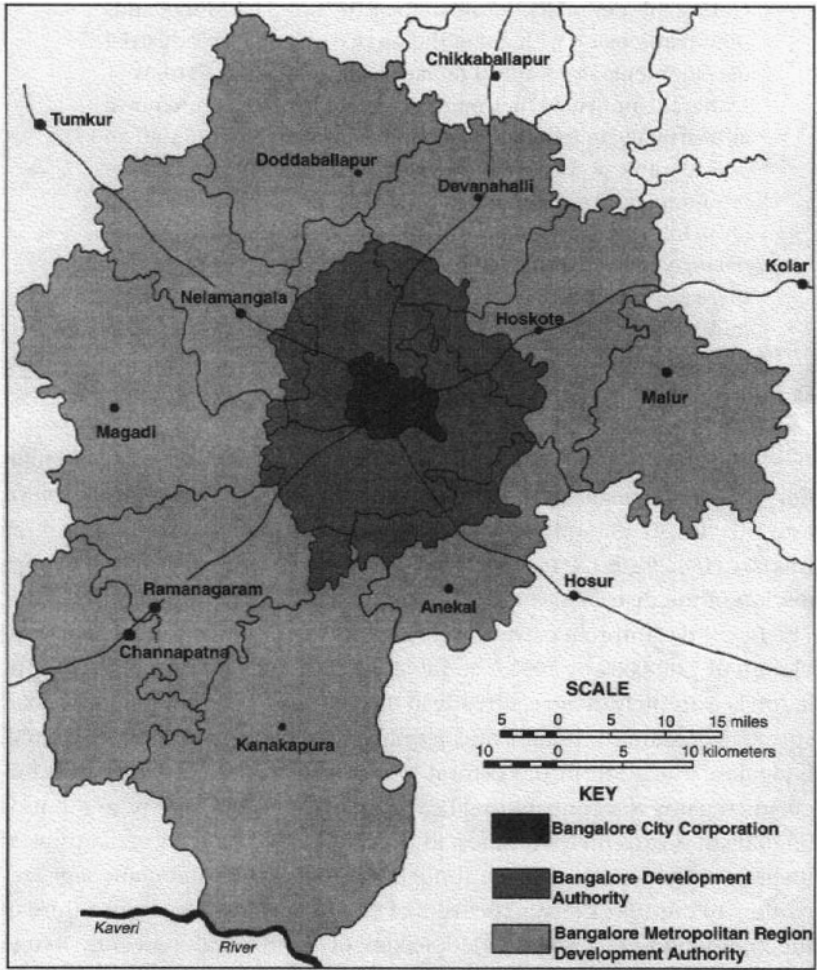 Chikkaballapur
Tumkur
Doddaballapur
Devanahalli
Kolar
Nelamangala
Hoskote
Malur
Magadi
Ramanagaram
Anekal
Hosur
Channapatna
Kanakapura
SCALE
5 0 5 10 15 miles
10 0 5 10 kilometers
KEY
Bangalore City Corporation
Bangalore Development
Authority
Bangalore Metropolitan Region
Development Authority
Kaveri
River